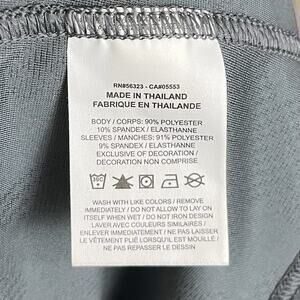 RN#56323 - CA#05553
MADE IN THAILAND
FABRIQUE EN THAILANDE
BODY / CORPS: 90% POLYESTER
10% SPANDEX / ELASTHANNE
SLEEVES / MANCHES: 91% POLYESTER
9% SPANDEX / ELASTHANNE
EXCLUSIVE OF DECORATION
DECORATION NON COMPRISE
30C
WASH WITH LIKE COLORS / REMOVE
IMMEDIATELY / DO NOT ALLOW TO LAY ON
ITSELF WHEN WET / DO NOT IRON DESIGN
LAVER AVEC COULEURS SIMILAIRES /
ENLEVER IMMEDIATEMENT / NE PAS LAISSER
LE VÊTEMENT PLIÉ LORSQU'IL EST MOUILLÉ /
NE PAS REPASSER LE DESSIN